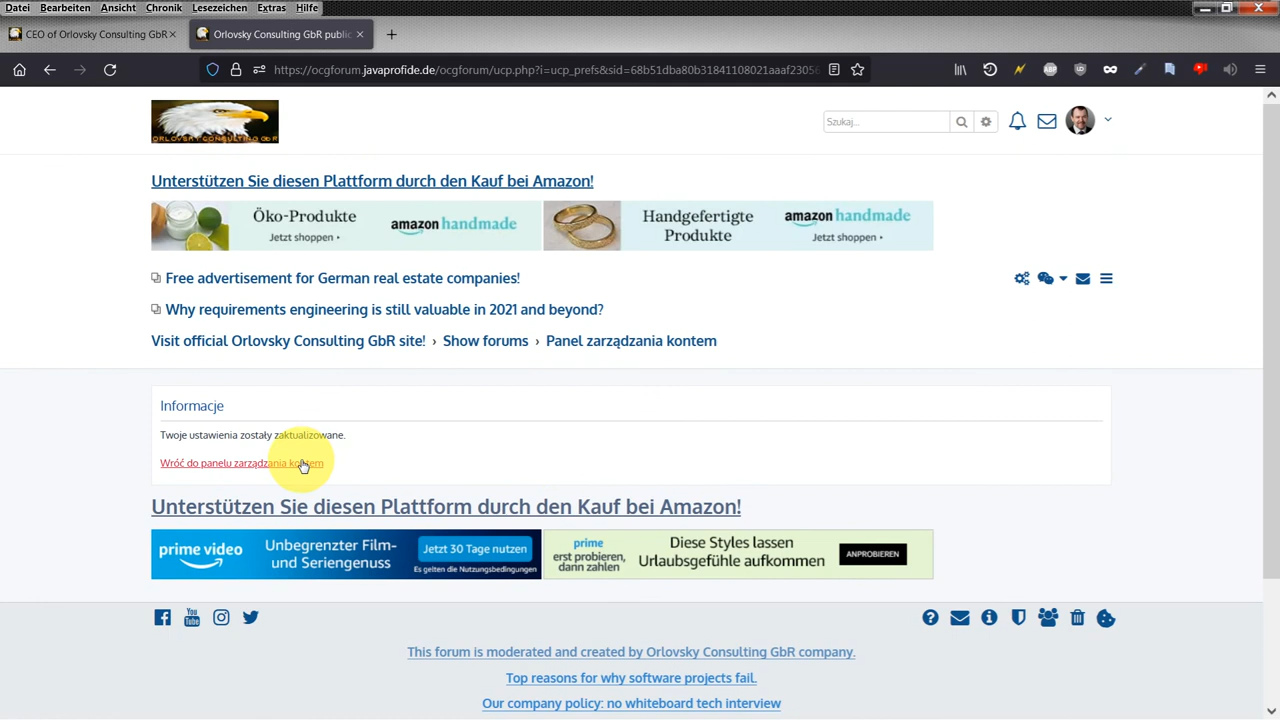 Datei Bearbeiten Ansicht Chronik Lesezeichen Extras Hilfe
CEO of Orlovsky Consulting GbR
Orlovsky Consulting GbR public
https://ocgforum.javaprofide.de/ocgforum/ucp.php?i=ucp_prefs&sid=68b51dba80b31841108021aaaf2305
ORLOVSKY CONSULTING GBR
Szukaj...
Unterstützen Sie diesen Plattform durch den Kauf bei Amazon!
Öko-Produkte
Jetzt shoppen
amazon handmade
Handgefertigte
Produkte
amazon handmade
Jetzt shoppen
Free advertisement for German real estate companies!
Why requirements engineering is still valuable in 2021 and beyond?
Visit official Orlovsky Consulting GbR site! › Show forums › Panel zarządzania kontem
Informacje
Twoje ustawienia zostały zaktualizowane.
Wróć do panelu zarządzania kontem
Unterstützen Sie diesen Plattform durch den Kauf bei Amazon!
prime video
Unbegrenzter Film-
und Seriengenuss
Jetzt 30 Tage nutzen
Es gelten die Nutzungsbedingungen
prime
erst probieren,
dann zahlen
Diese Styles lassen
Urlaubsgefühle aufkommen
ANPROBIEREN
This forum is moderated and created by Orlovsky Consulting GbR company.
Top reasons for why software projects fail.
Our company policy: no whiteboard tech interview